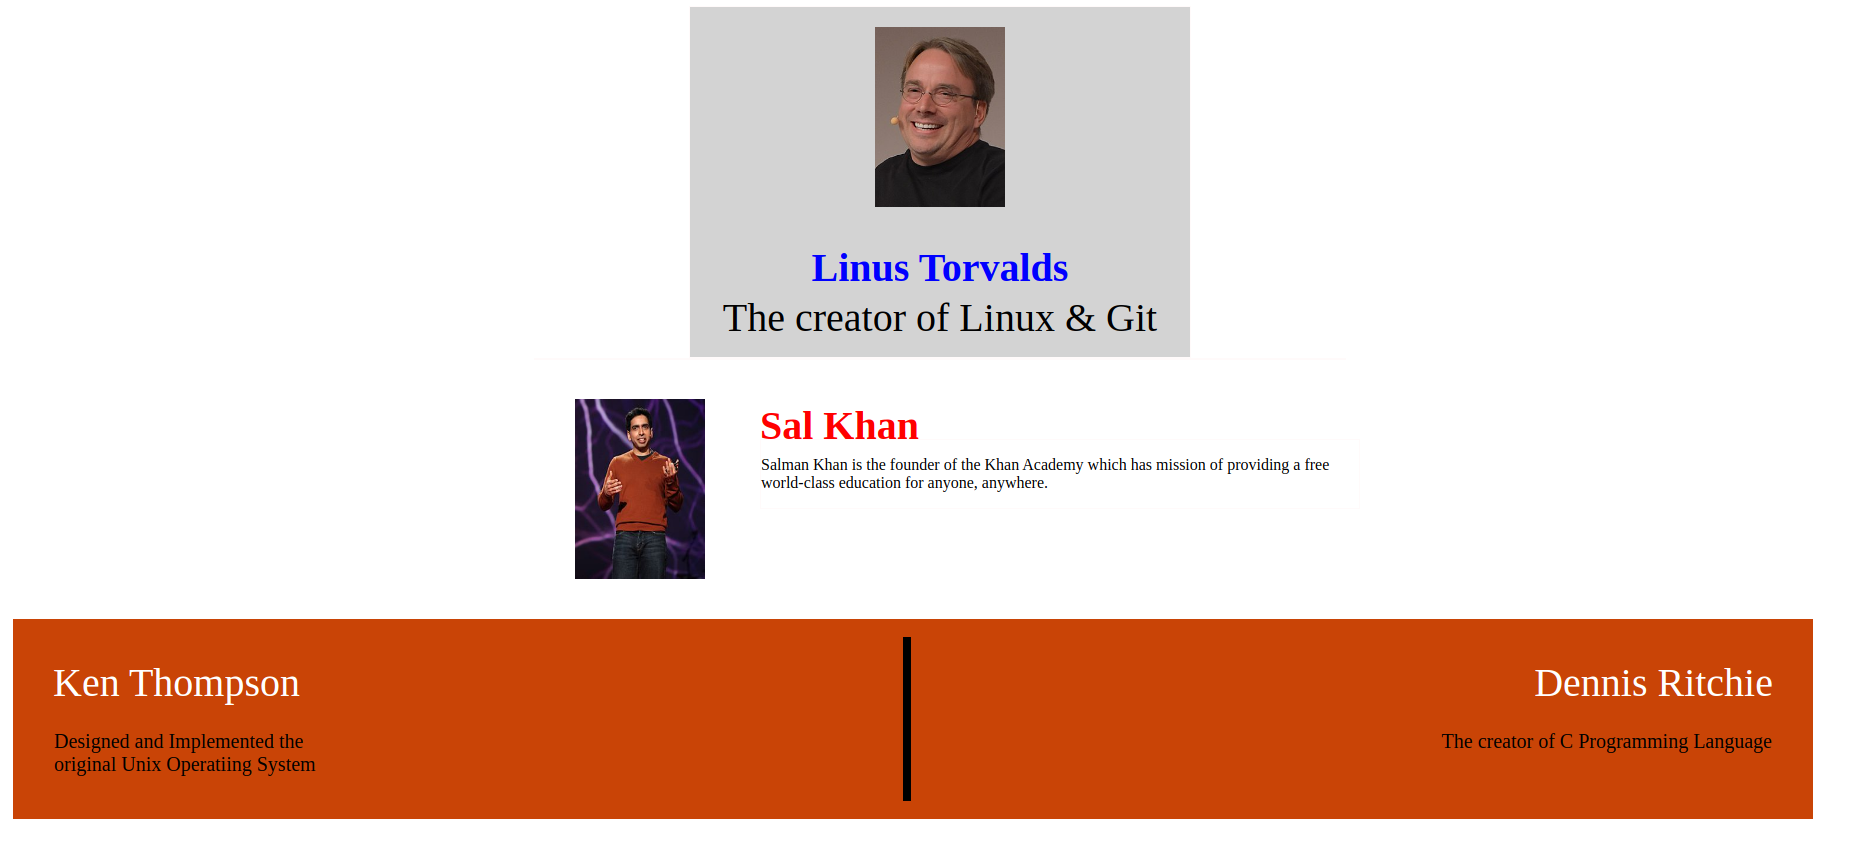 Linus Torvalds
The creator of Linux & Git
Sal Khan
Salman Khan is the founder of the Khan Academy which has mission of providing a free
world-class education for anyone, anywhere.
Ken Thompson
Designed and Implemented the
original Unix Operatiing System
Dennis Ritchie
The creator of C Programming Language